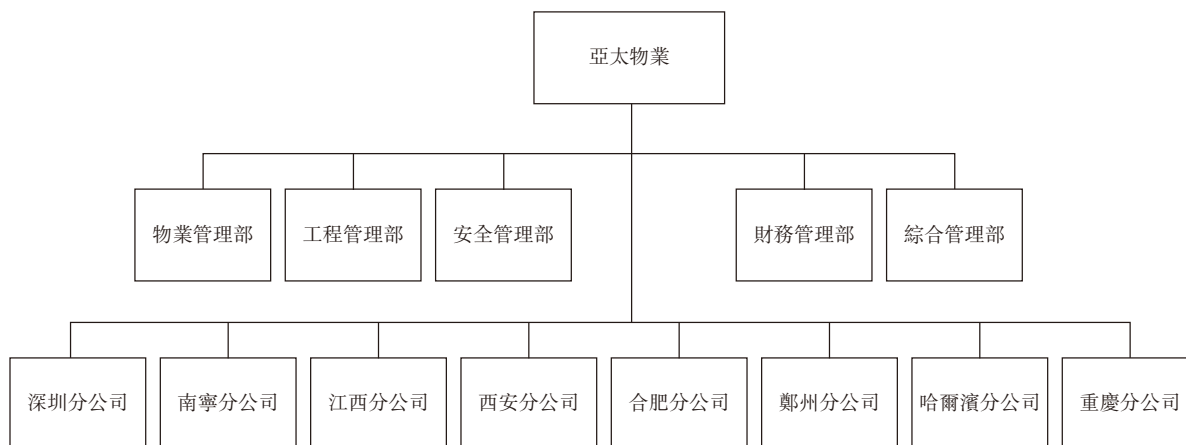 亞太物業
物業管理部
工程管理部
安全管理部
財務管理部
綜合管理部
深圳分公司
南寧分公司
江西分公司
西安分公司
合肥分公司
鄭州分公司
哈爾濱分公司
重慶分公司